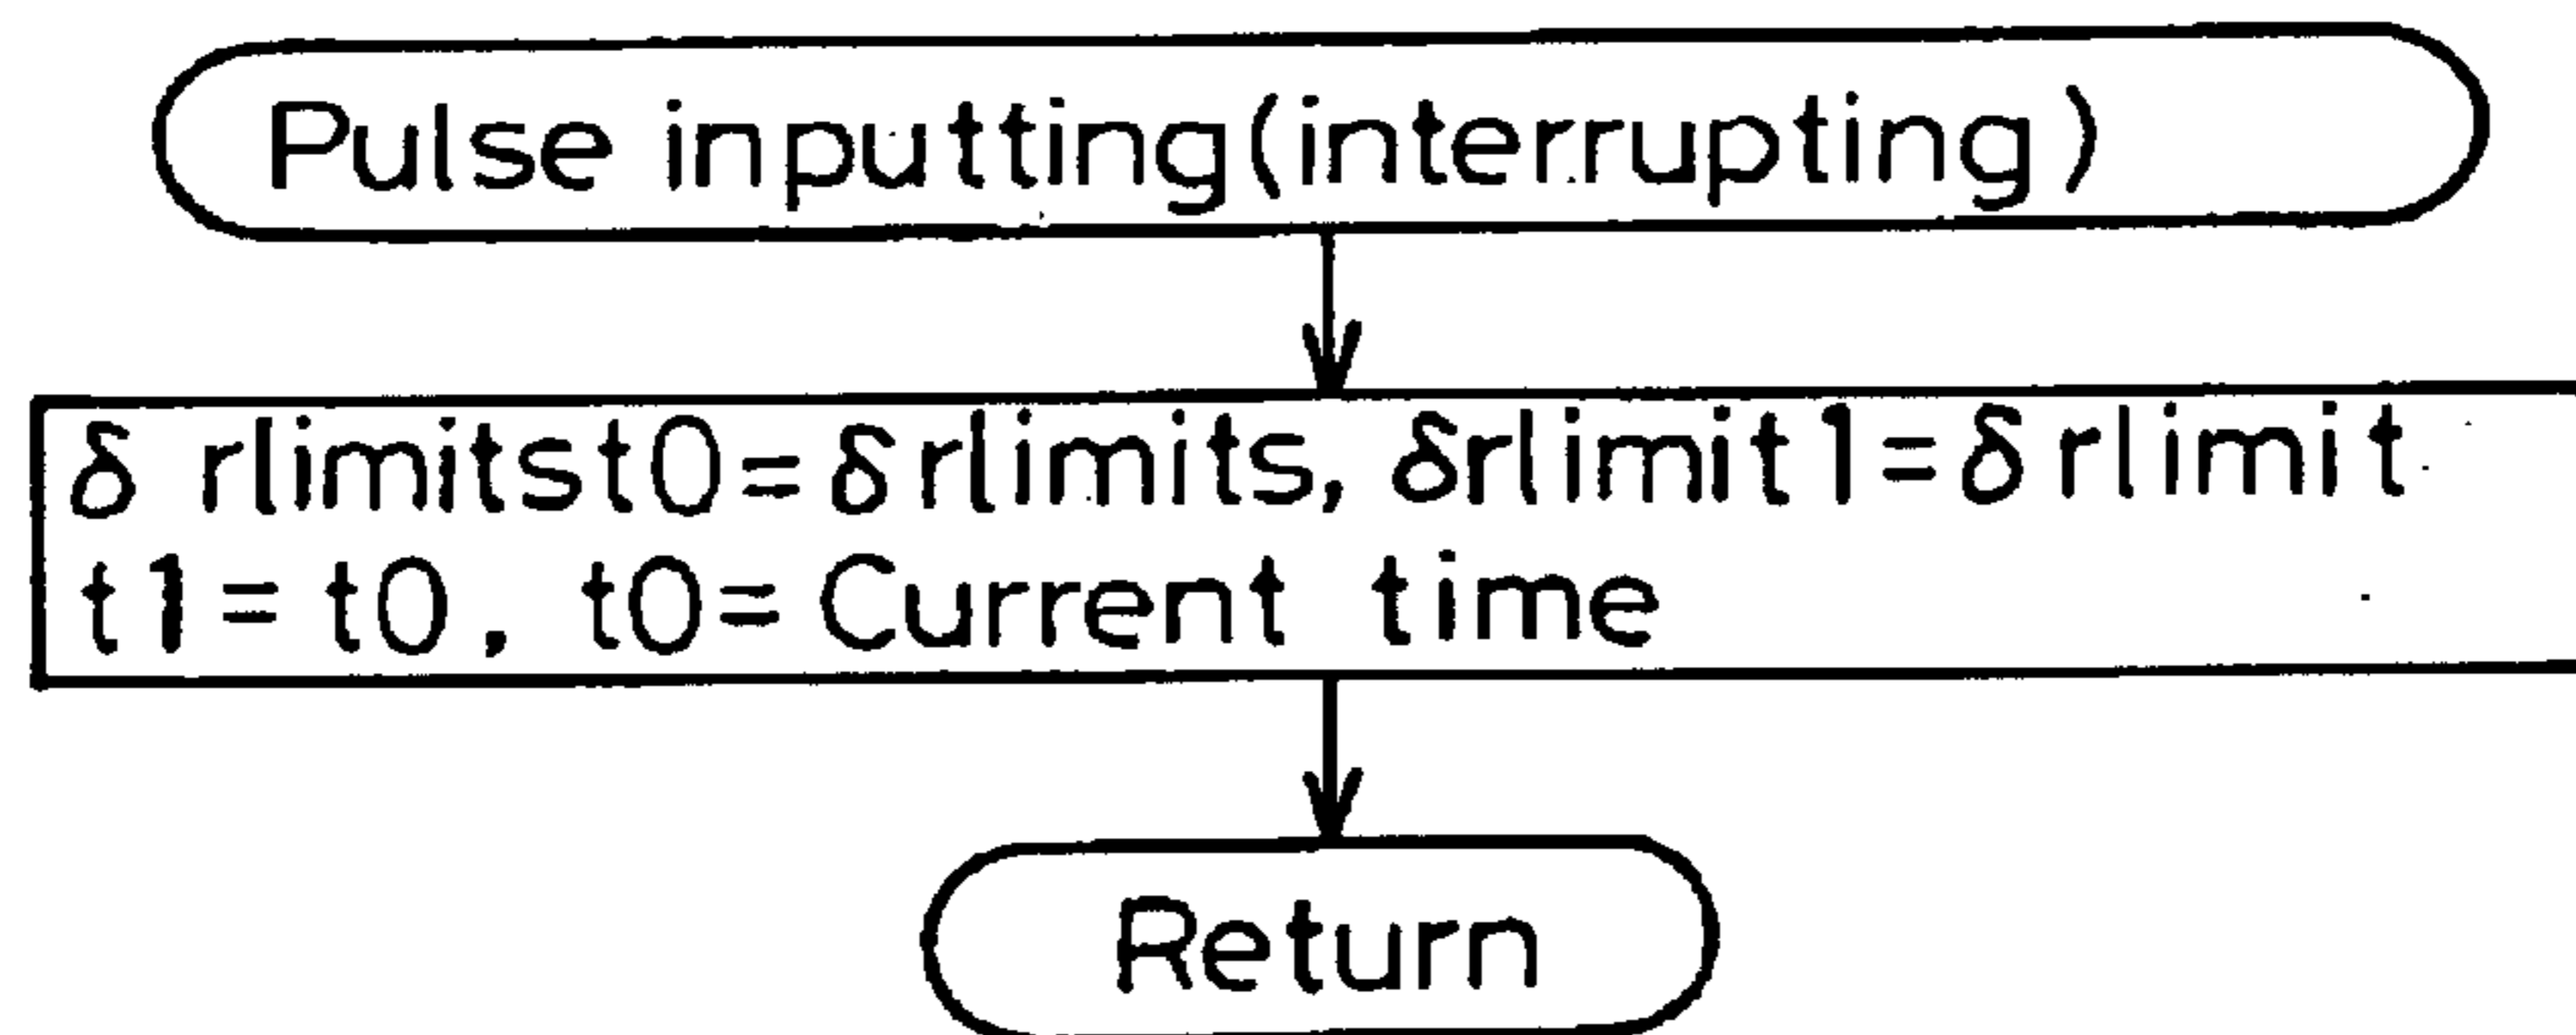 Pulse inputting(interrupting)
δ rlimitst0=δrlimits, δrlimit1=δrlimit
t1=t0, t0=Current time
Return